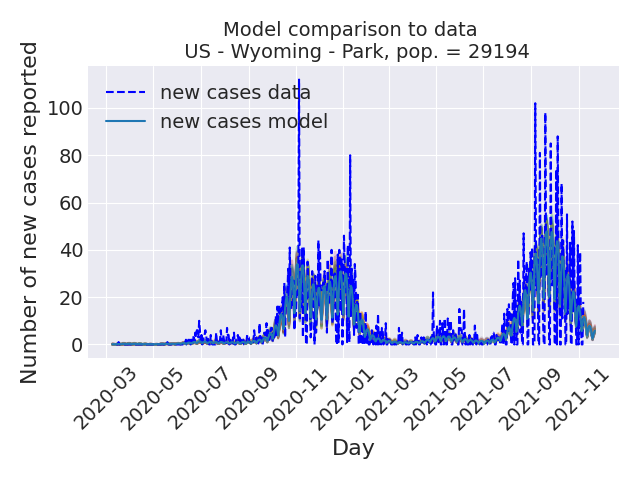 Model comparison to data
US - Wyoming - Park, pop. = 29194
new cases data
new cases model
Number of new cases reported
100
80
60
40
20
0
2020-03
2020-05
2020-07
2020-09
2020-11
2021-01
2021-03
2021-05
2021-07
2021-09
2021-11
Day